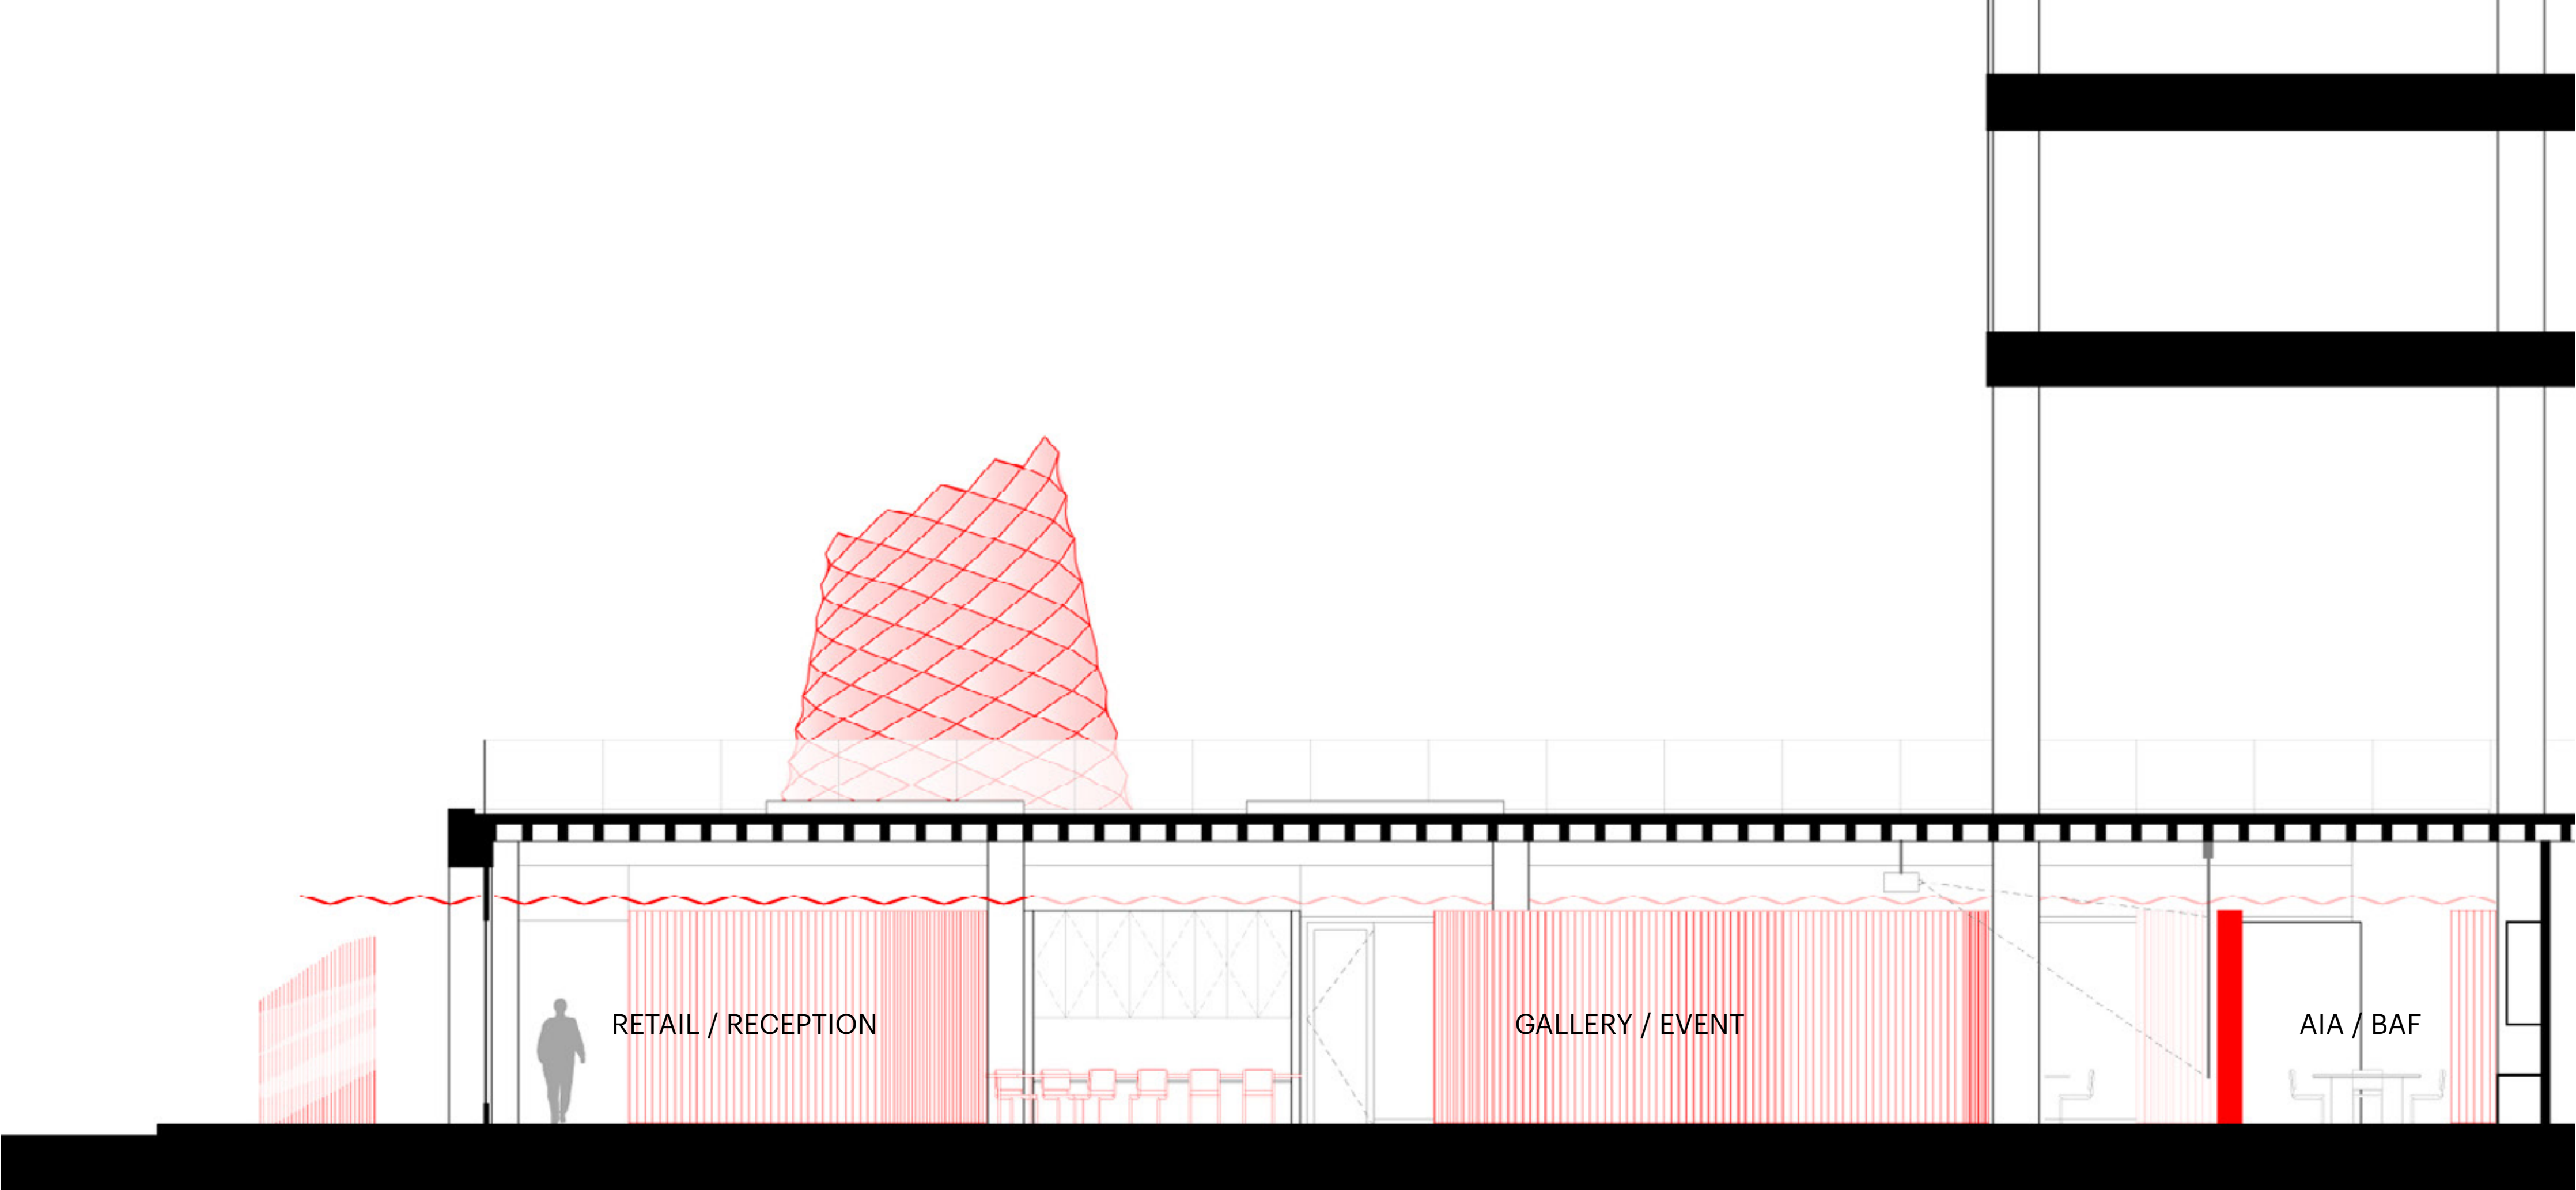 RETAIL / RECEPTION
GALLERY / EVENT
AIA / BAF